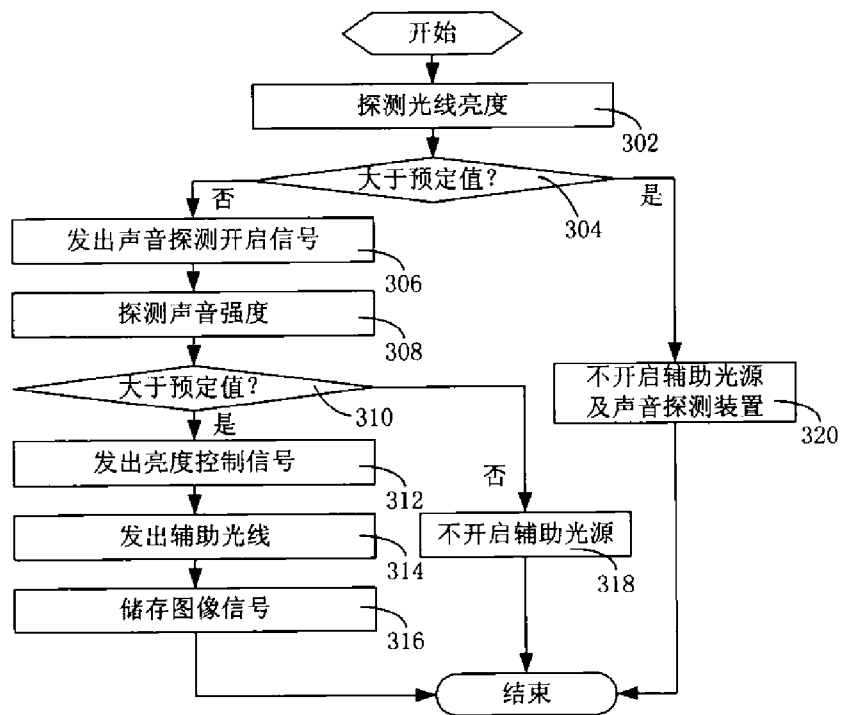 开始
探测光线亮度
302
大于预定值？
304
否
是
发出声音探测开启信号
306
探测声音强度
308
大于预定值？
310
是
否
不开启辅助光源
及声音探测装置
320
发出亮度控制信号
312
发出辅助光线
314
不开启辅助光源
318
储存图像信号
316
结束